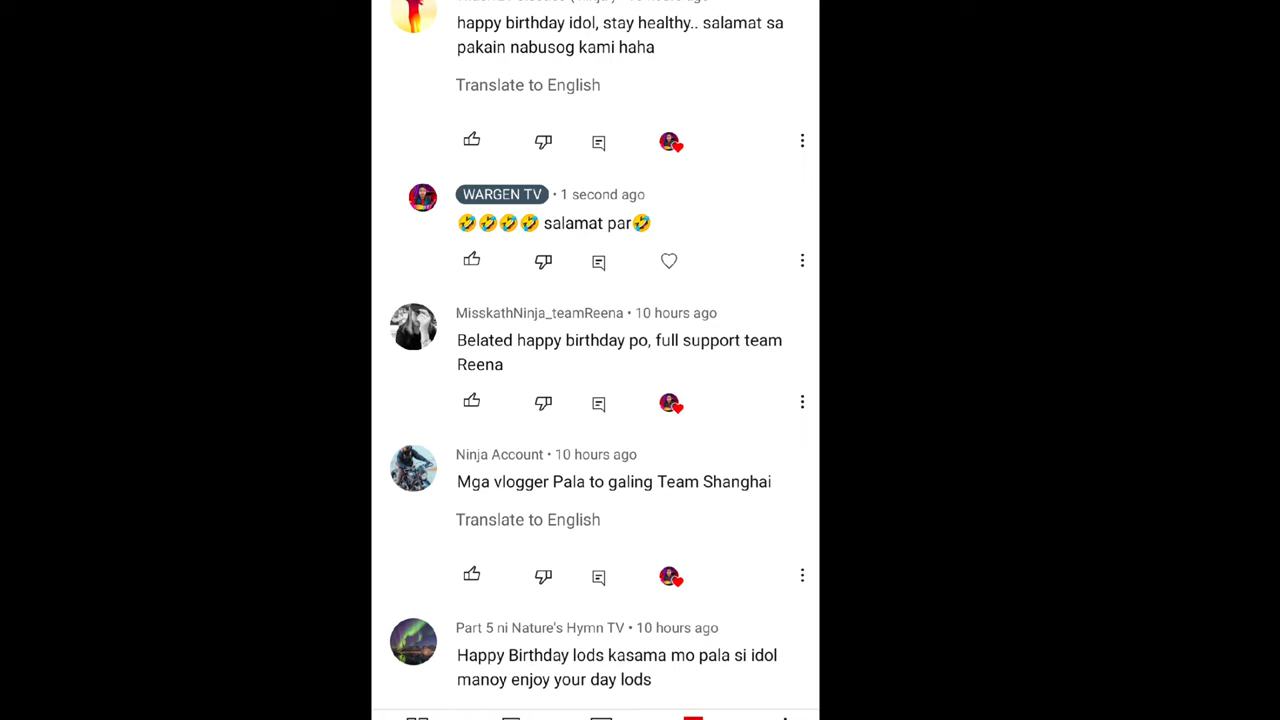 happy birthday idol, stay healthy.. salamat sa
pakain nabusog kami haha
Translate to English
WARGEN TV • 1 second ago
🤣🤣🤣🤣 salamat par🤣
MisskathNinja_teamReena • 10 hours ago
Belated happy birthday po, full support team
Reena
Translate to English
Ninja Account • 10 hours ago
Mga vlogger Pala to galing Team Shanghai
Translate to English
Part 5 ni Nature's Hymn TV • 10 hours ago
Happy Birthday lods kasama mo pala si idol
manoy enjoy your day lods